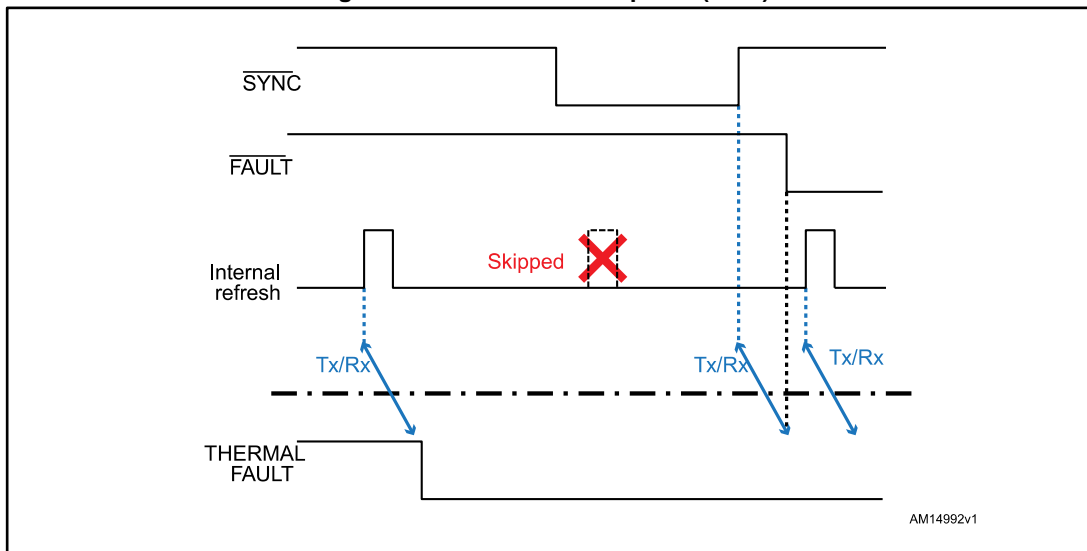 SYNC
FAULT
Internal
refresh
Skipped
Tx/Rx
Tx/Rx
Tx/Rx
THERMAL
FAULT
AM14992v1